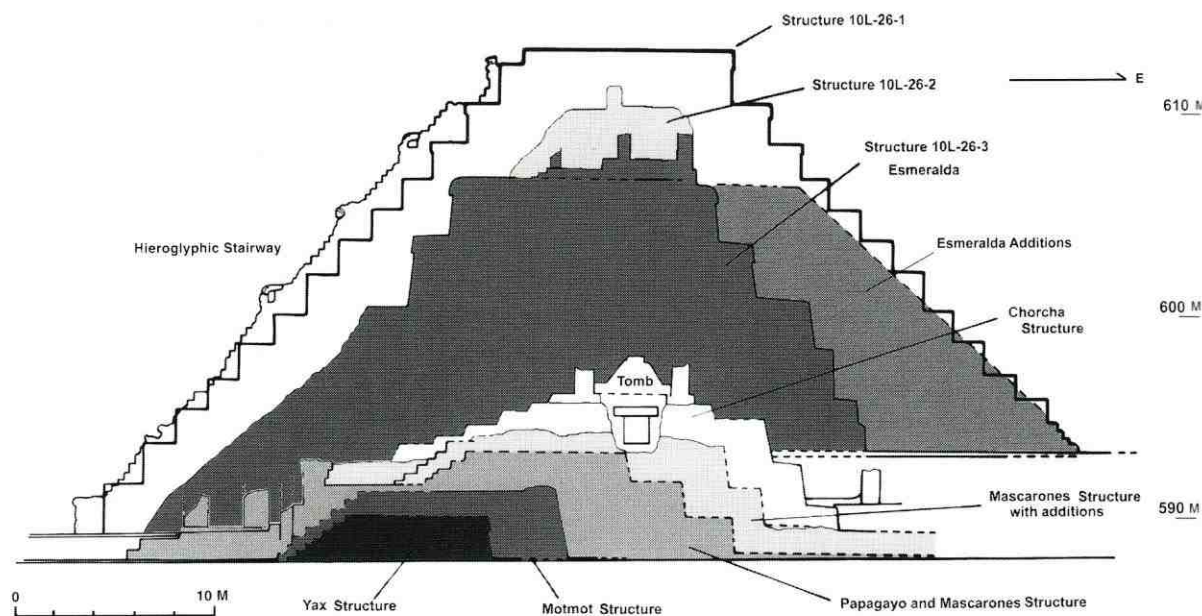 Structure 10L-26-1
E
Structure 10L-26-2
610 M
Structure 10L-26-3
Esmeralda
Hieroglyphic Stairway
Esmeralda Additions
600 M
Chorcha
Structure
Tomb
Mascarones Structure
with additions
590 M
0
10 M
Yax Structure
Motmot Structure
Papagayo and Mascarones Structure